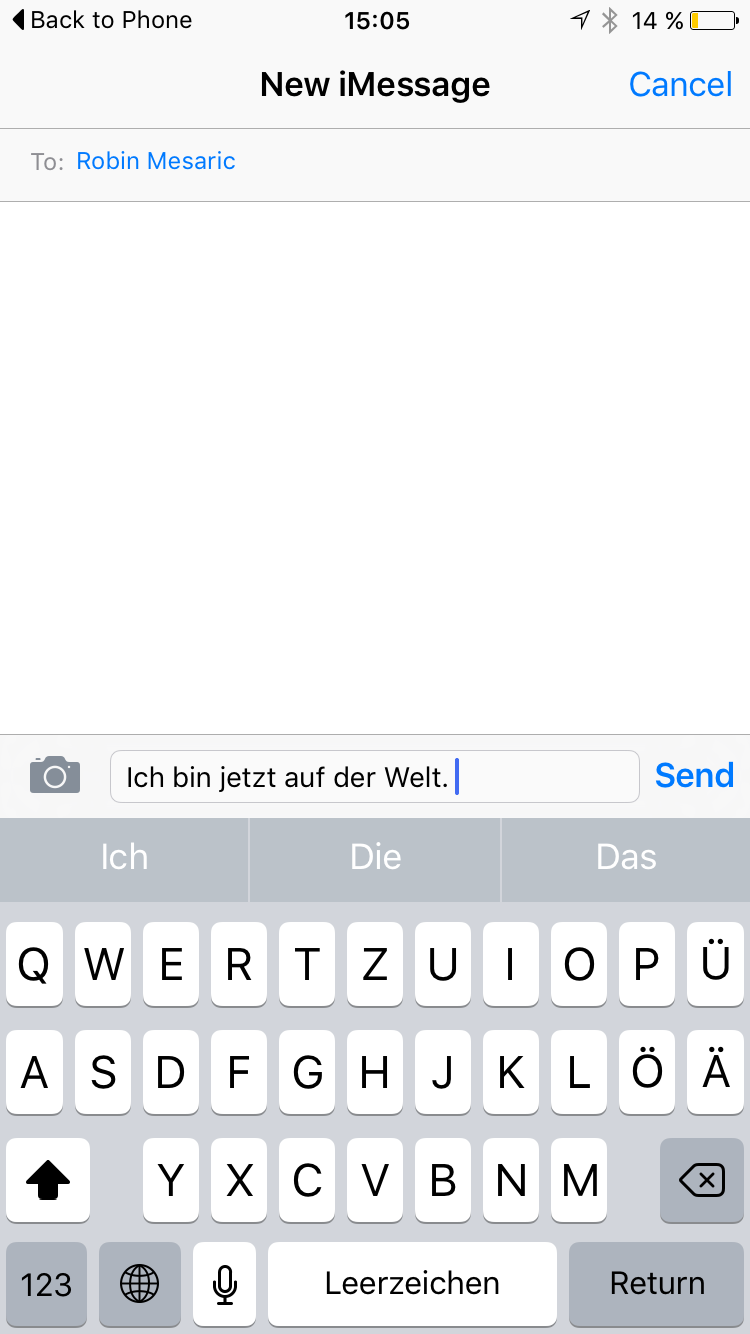 Back to Phone 15:05 14 %
New iMessage Cancel
To: Robin Mesaric
Ich bin jetzt auf der Welt. Send
Ich Die Das
Q W E R T Z U I O P Ü
A S D F G H J K L Ö Ä
Y X C V B N M
123 Leerzeichen Return